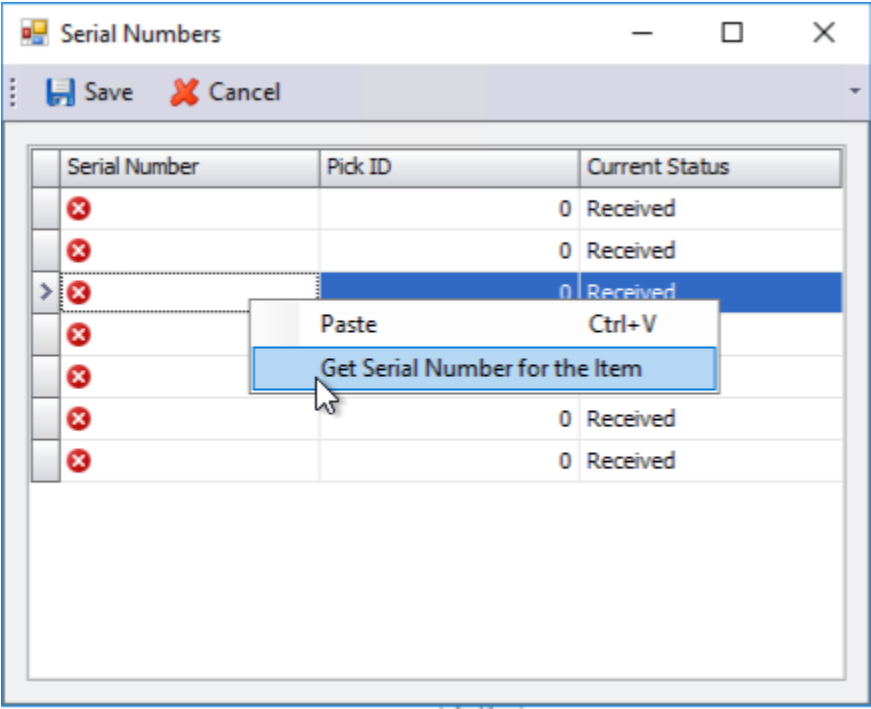 Serial Numbers
Save Cancel
Serial Number Pick ID Current Status
0 Received
0 Received
0 Received
Paste Ctrl+V
Get Serial Number for the Item
0 Received
0 Received